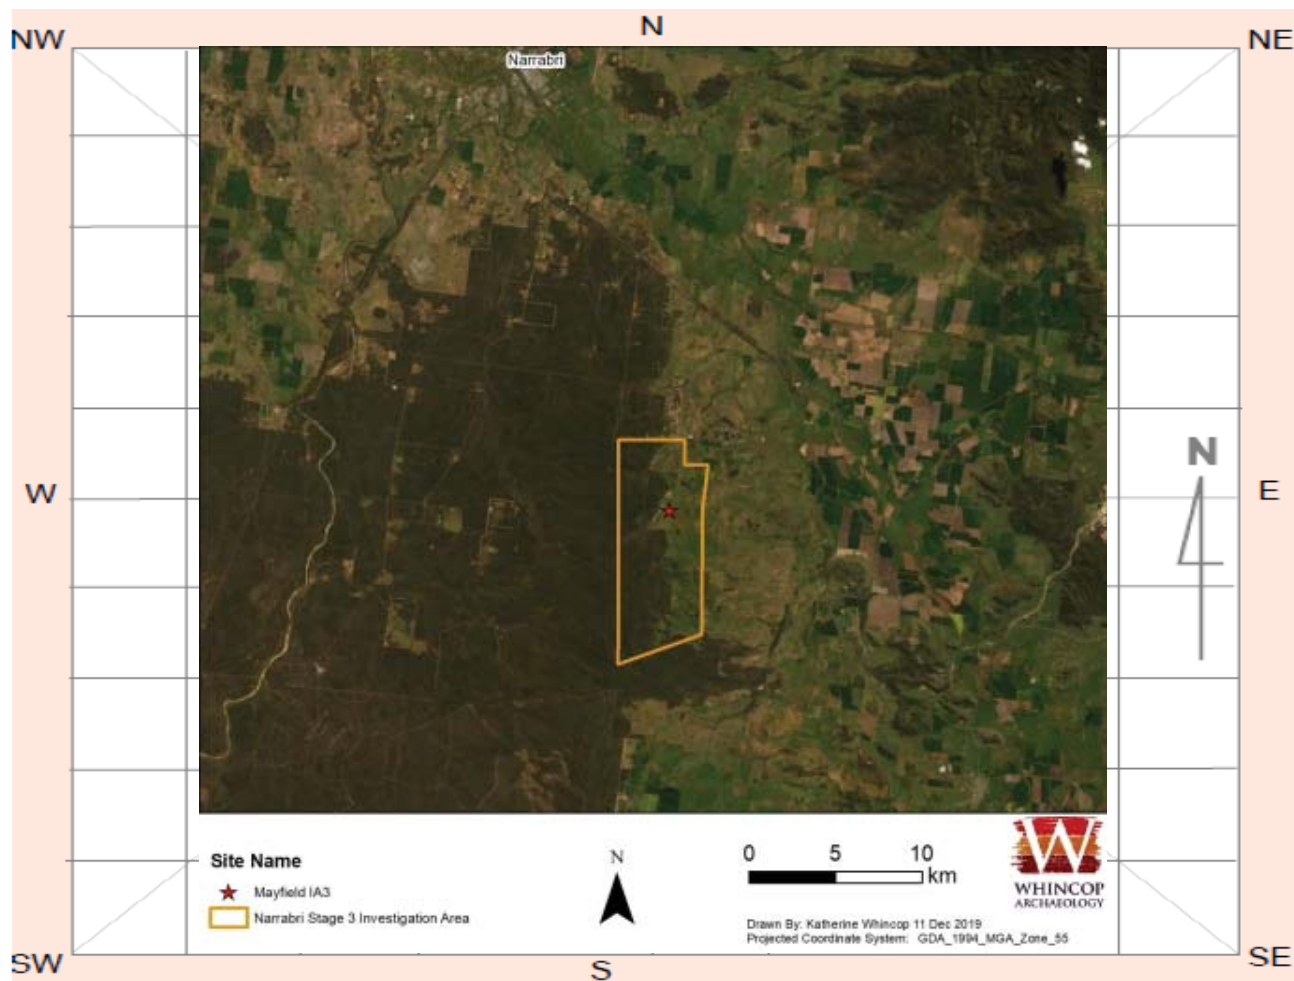 N
NW
NE
Narrabri
N
W
E
Site Name
Mayfield IA3
Narrabri Stage 3 Investigation Area
N
0 5 10
km
W
WHINCOP
ARCHAEOLOGY
Drawn By: Katherine Whincop 11 Dec 2019
Projected Coordinate System: GDA_1994_MGA_Zone_55
SW
S
SE